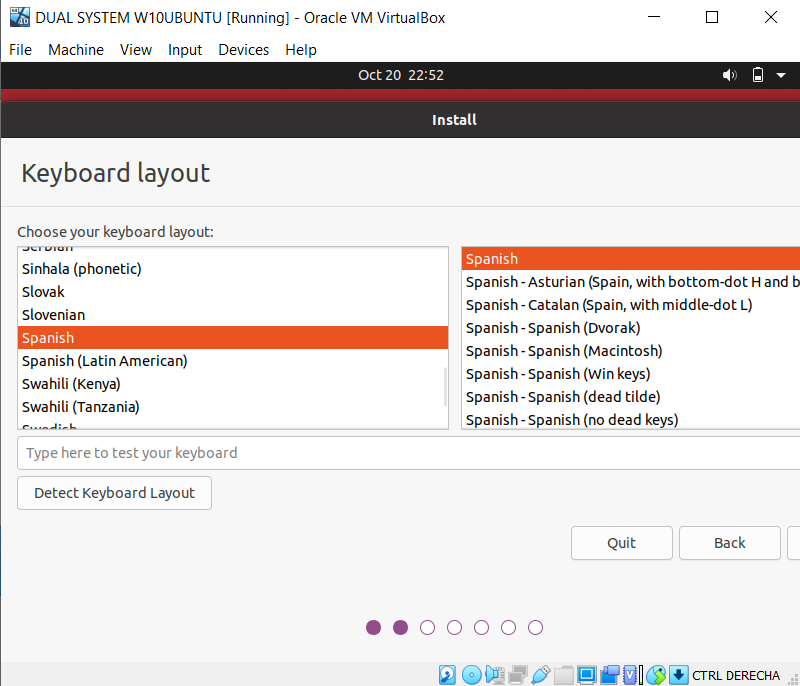 DUAL SYSTEM W10UBUNTU [Running] - Oracle VM VirtualBox
File Machine View Input Devices Help
Oct 20 22:52
Install
Keyboard layout
Choose your keyboard layout:
Serbian
Sinhala (phonetic)
Slovak
Slovenian
Spanish
Spanish (Latin American)
Swahili (Kenya)
Swahili (Tanzania)
Swedish
Spanish
Spanish - Asturian (Spain, with bottom-dot H and b
Spanish - Catalan (Spain, with middle-dot L)
Spanish - Spanish (Dvorak)
Spanish - Spanish (Macintosh)
Spanish - Spanish (Win keys)
Spanish - Spanish (dead tilde)
Spanish - Spanish (no dead keys)
Type here to test your keyboard
Detect Keyboard Layout
Quit Back
CTRL DERECHA